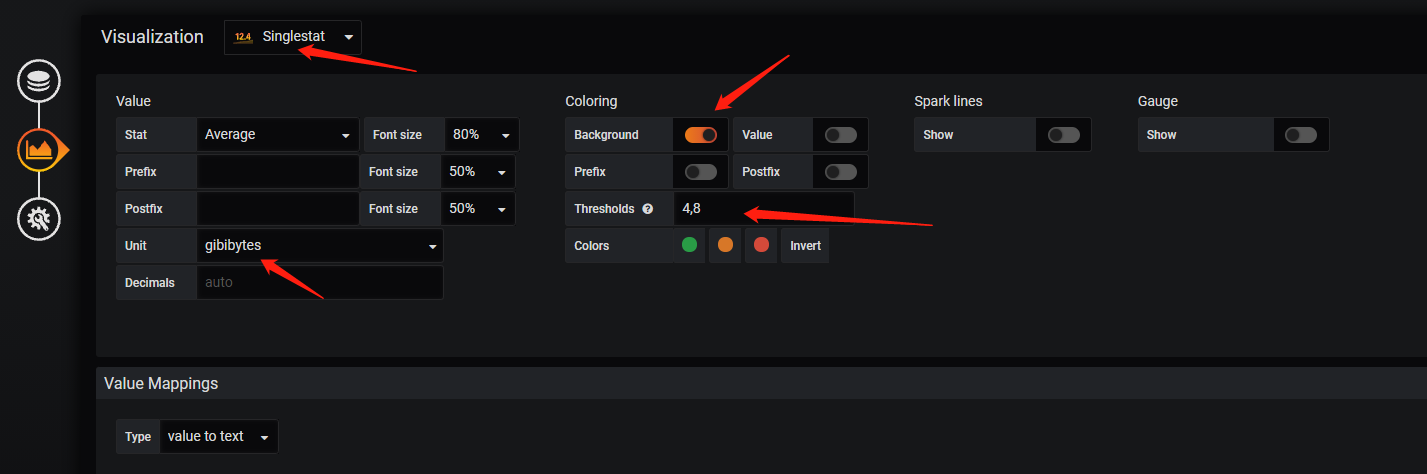 Visualization 12.4 Singlestat
Value Coloring Spark lines Gauge
Stat Average Font size 80% Background Value Show Show
Prefix Font size 50% Prefix Postfix
Postfix Font size 50% Thresholds ? 4,8
Unit gibibytes Colors Invert
Decimals auto
Value Mappings
Type value to text